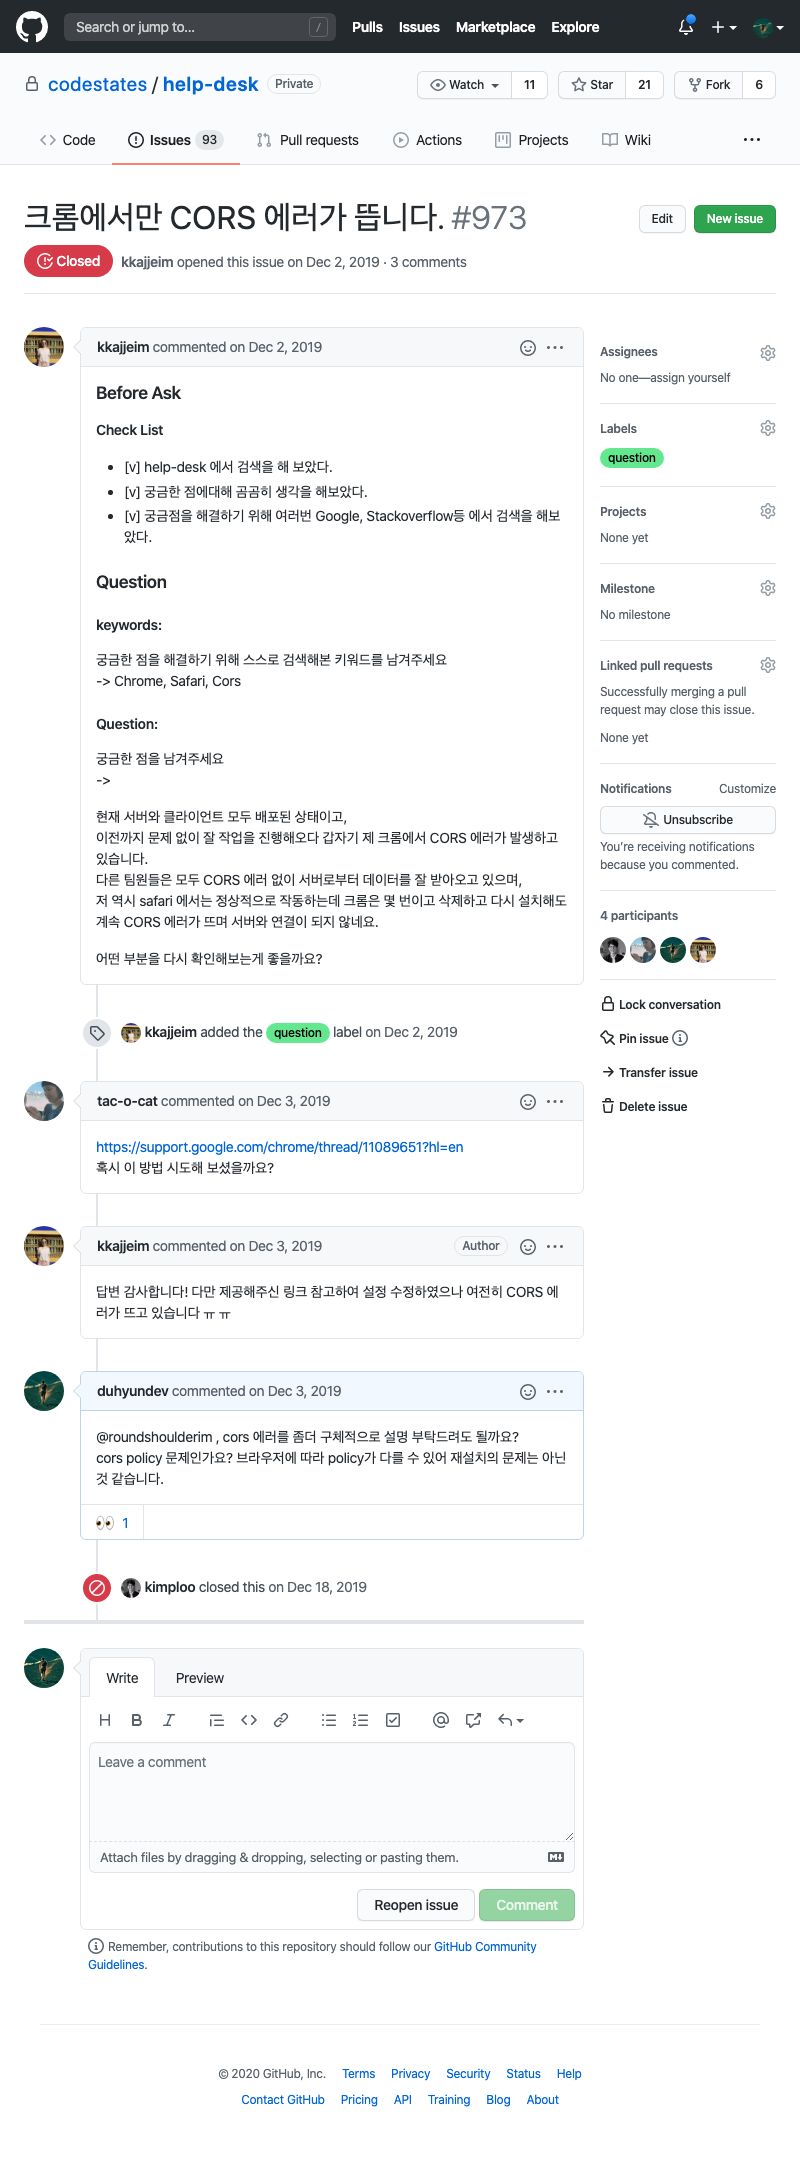 Search or jump to...
/
Pulls
Issues
Marketplace
Explore
codestates / help-desk
Private
Watch
11
Star
21
Fork
6
Code
Issues
93
Pull requests
Actions
Projects
Wiki
크롬에서만 CORS 에러가 뜹니다. #973
Edit
New issue
Closed
kkajjeim opened this issue on Dec 2, 2019 · 3 comments
kkajjeim commented on Dec 2, 2019
Before Ask
Check List
[v] help-desk 에서 검색을 해 보았다.
[v] 궁금한 점에대해 곰곰히 생각을 해보았다.
[v] 궁금점을 해결하기 위해 여러번 Google, Stackoverflow등 에서 검색을 해보
았다.
Question
keywords:
궁금한 점을 해결하기 위해 스스로 검색해본 키워드를 남겨주세요
-> Chrome, Safari, Cors
Question:
궁금한 점을 남겨주세요
->
현재 서버와 클라이언트 모두 배포된 상태이고,
이전까지 문제 없이 잘 작업을 진행해오다 갑자기 제 크롬에서 CORS 에러가 발생하고
있습니다.
다른 팀원들은 모두 CORS 에러 없이 서버로부터 데이터를 잘 받아오고 있으며,
저 역시 safari 에서는 정상적으로 작동하는데 크롬은 몇 번이고 삭제하고 다시 설치해도
계속 CORS 에러가 뜨며 서버와 연결이 되지 않네요.
어떤 부분을 다시 확인해보는게 좋을까요?
kkajjeim added the question label on Dec 2, 2019
tac-o-cat commented on Dec 3, 2019
https://support.google.com/chrome/thread/11089651?hl=en
혹시 이 방법 시도해 보셨을까요?
kkajjeim commented on Dec 3, 2019
Author
답변 감사합니다! 다만 제공해주신 링크 참고하여 설정 수정하였으나 여전히 CORS 에
러가 뜨고 있습니다 ㅠ ㅠ
duhyundev commented on Dec 3, 2019
@roundshoulderim , cors 에러를 좀더 구체적으로 설명 부탁드려도 될까요?
cors policy 문제인가요? 브라우저에 따라 policy가 다를 수 있어 재설치의 문제는 아닌
것 같습니다.
👀 1
kimploo closed this on Dec 18, 2019
Write
Preview
H
B
I
Leave a comment
Attach files by dragging & dropping, selecting or pasting them.
Reopen issue
Comment
Remember, contributions to this repository should follow our GitHub Community
Guidelines.
Assignees
No one—assign yourself
Labels
question
Projects
None yet
Milestone
No milestone
Linked pull requests
Successfully merging a pull
request may close this issue.
None yet
Notifications
Customize
Unsubscribe
You're receiving notifications
because you commented.
4 participants
Lock conversation
Pin issue
Transfer issue
Delete issue
© 2020 GitHub, Inc.
Terms
Privacy
Security
Status
Help
Contact GitHub
Pricing
API
Training
Blog
About